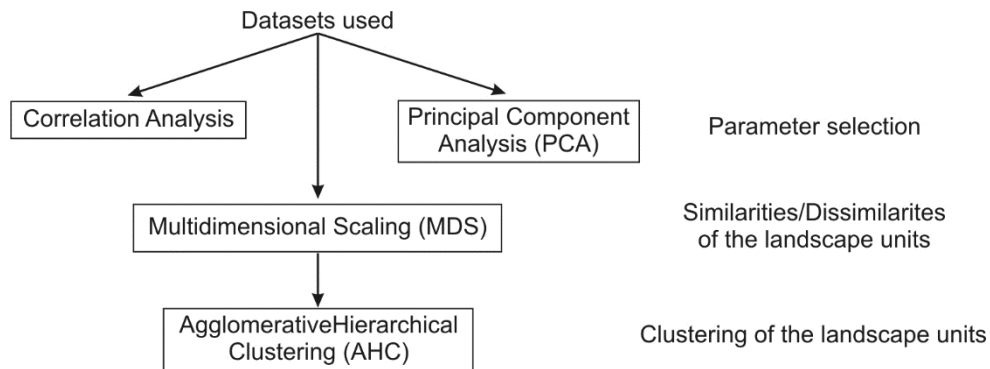 Datasets used
Correlation Analysis
Principal Component
Analysis (PCA)
Parameter selection
Multidimensional Scaling (MDS)
Similarities/Dissimilarites
of the landscape units
AgglomerativeHierarchical
Clustering (AHC)
Clustering of the landscape units